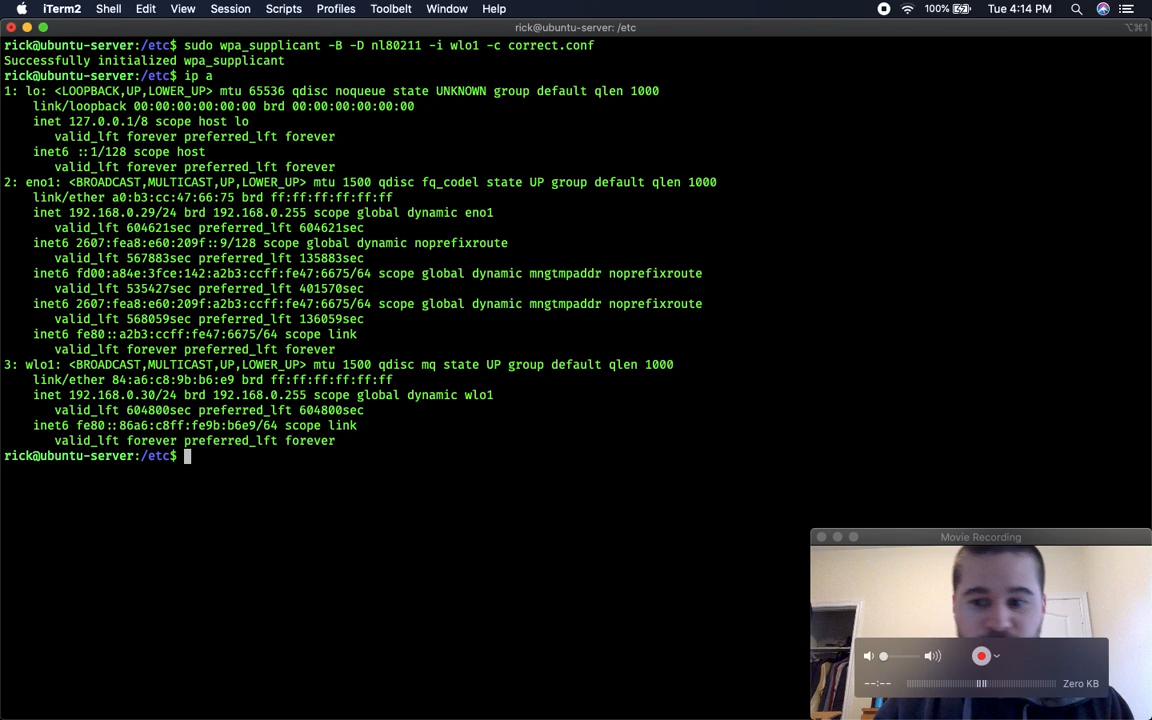 iTerm2 Shell Edit View Session Scripts Profiles Toolbelt Window Help 100% Tue 4:14 PM
rick@ubuntu-server: /etc ⌥⌘1
rick@ubuntu-server:/etc$ sudo wpa_supplicant -B -D nl80211 -i wlo1 -c correct.conf
Successfully initialized wpa_supplicant
rick@ubuntu-server:/etc$ ip a
1: lo: <LOOPBACK,UP,LOWER_UP> mtu 65536 qdisc noqueue state UNKNOWN group default qlen 1000
link/loopback 00:00:00:00:00:00 brd 00:00:00:00:00:00
inet 127.0.0.1/8 scope host lo
valid_lft forever preferred_lft forever
inet6 ::1/128 scope host
valid_lft forever preferred_lft forever
2: eno1: <BROADCAST,MULTICAST,UP,LOWER_UP> mtu 1500 qdisc fq_codel state UP group default qlen 1000
link/ether a0:b3:cc:47:66:75 brd ff:ff:ff:ff:ff:ff
inet 192.168.0.29/24 brd 192.168.0.255 scope global dynamic eno1
valid_lft 604621sec preferred_lft 604621sec
inet6 2607:fea8:e60:209f::9/128 scope global dynamic noprefixroute
valid_lft 567883sec preferred_lft 135883sec
inet6 fd00:a84e:3fce:142:a2b3:ccff:fe47:6675/64 scope global dynamic mngtmpaddr noprefixroute
valid_lft 535427sec preferred_lft 401570sec
inet6 2607:fea8:e60:209f:a2b3:ccff:fe47:6675/64 scope global dynamic mngtmpaddr noprefixroute
valid_lft 568059sec preferred_lft 136059sec
inet6 fe80::a2b3:ccff:fe47:6675/64 scope link
valid_lft forever preferred_lft forever
3: wlo1: <BROADCAST,MULTICAST,UP,LOWER_UP> mtu 1500 qdisc mq state UP group default qlen 1000
link/ether 84:a6:c8:9b:b6:e9 brd ff:ff:ff:ff:ff:ff
inet 192.168.0.30/24 brd 192.168.0.255 scope global dynamic wlo1
valid_lft 604800sec preferred_lft 604800sec
inet6 fe80::86a6:c8ff:fe9b:b6e9/64 scope link
valid_lft forever preferred_lft forever
rick@ubuntu-server:/etc$
Movie Recording
--:-- Zero KB